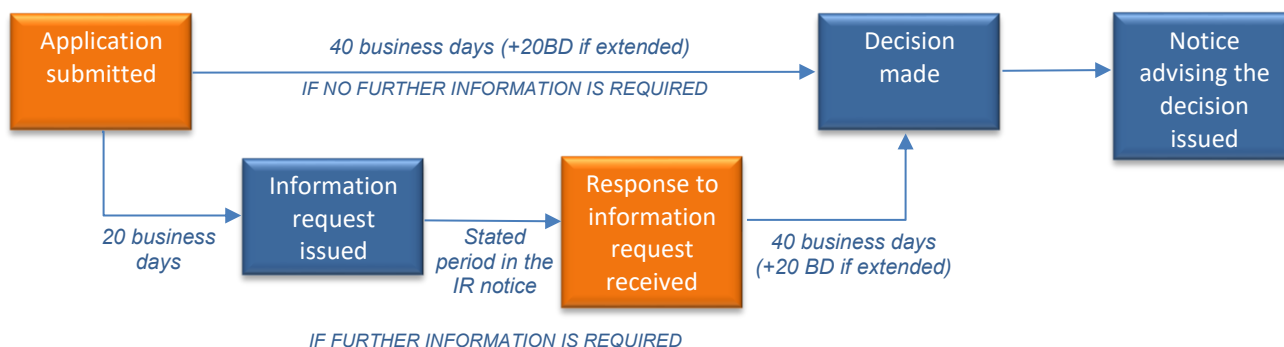 Application
submitted
40 business days (+20BD if extended)
IF NO FURTHER INFORMATION IS REQUIRED
Decision
made
Notice
advising the
decision
issued
20 business
days
Information
request
issued
Stated
period in the
IR notice
Response to
information
request
received
40 business days
(+20 BD if extended)
IF FURTHER INFORMATION IS REQUIRED